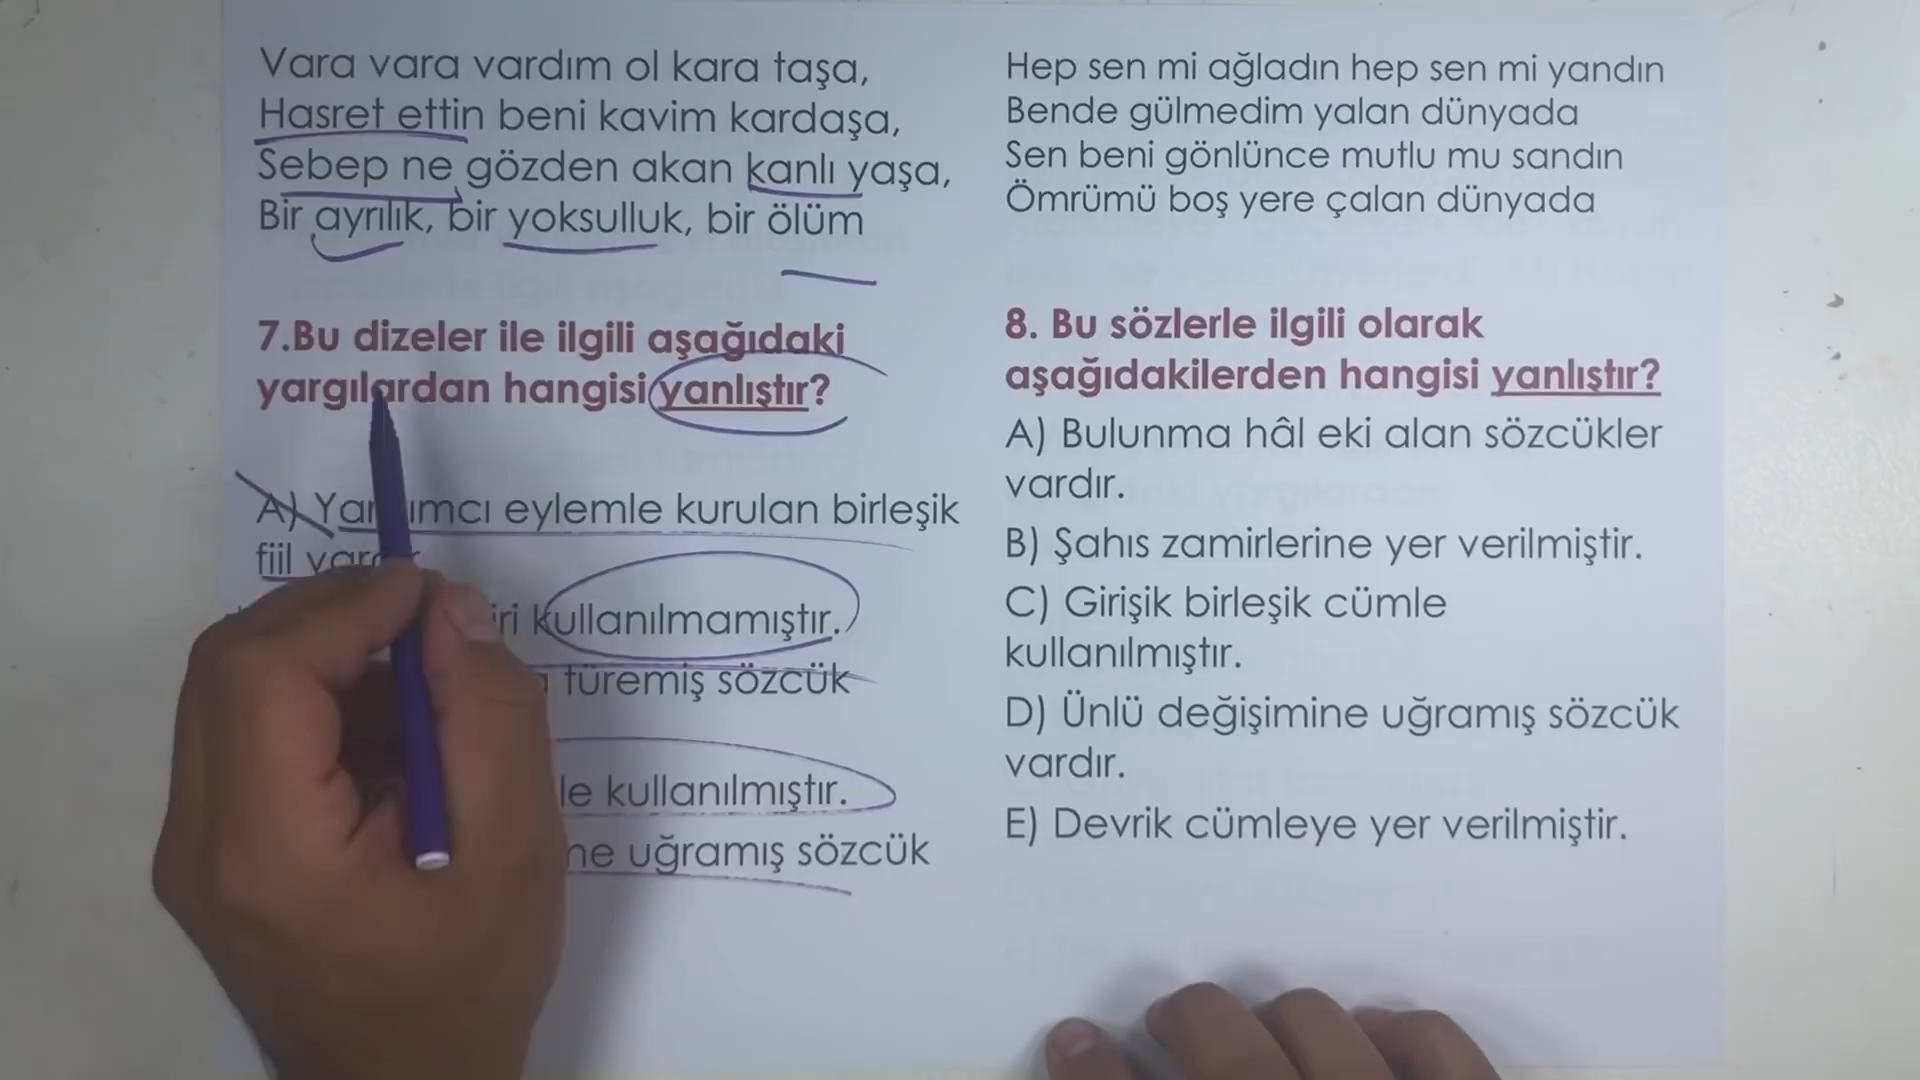 Vara vara vardım ol kara taşa,
Hasret ettin beni kavim kardaşa,
Sebep ne gözden akan kanlı yaşa,
Bir ayrılık, bir yoksulluk, bir ölüm
7.Bu dizeler ile ilgili aşağıdaki
yargılardan hangisi yanlıştır?
A) eylemle kurulan birleşik
fiil
kullanılmamıştır.
türemiş sözcük
kullanılmıştır.
uğramış sözcük
Hep sen mi ağladın hep sen mi yandın
Bende gülmedim yalan dünyada
Sen beni gönlünce mutlu mu sandın
Ömrümü boş yere çalan dünyada
8. Bu sözlerle ilgili olarak
aşağıdakilerden hangisi yanlıştır?
A) Bulunma hâl eki alan sözcükler
vardır.
B) Şahıs zamirlerine yer verilmiştir.
C) Girişik birleşik cümle
kullanılmıştır.
D) Ünlü değişimine uğramış sözcük
vardır.
E) Devrik cümleye yer verilmiştir.